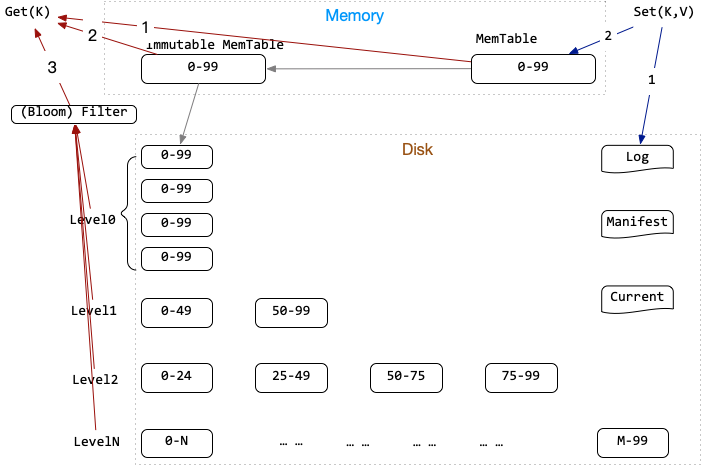 Get(K)
1
Memory
Set(K,V)
2
2
Immutable MemTable
MemTable
3
0-99
0-99
1
(Bloom) Filter
Disk
0-99
Log
0-99
Level0
0-99
Manifest
0-99
Current
Level1
0-49
50-99
Level2
0-24
25-49
50-75
75-99
LevelN
0-N
... ...
... ...
... ...
... ...
M-99